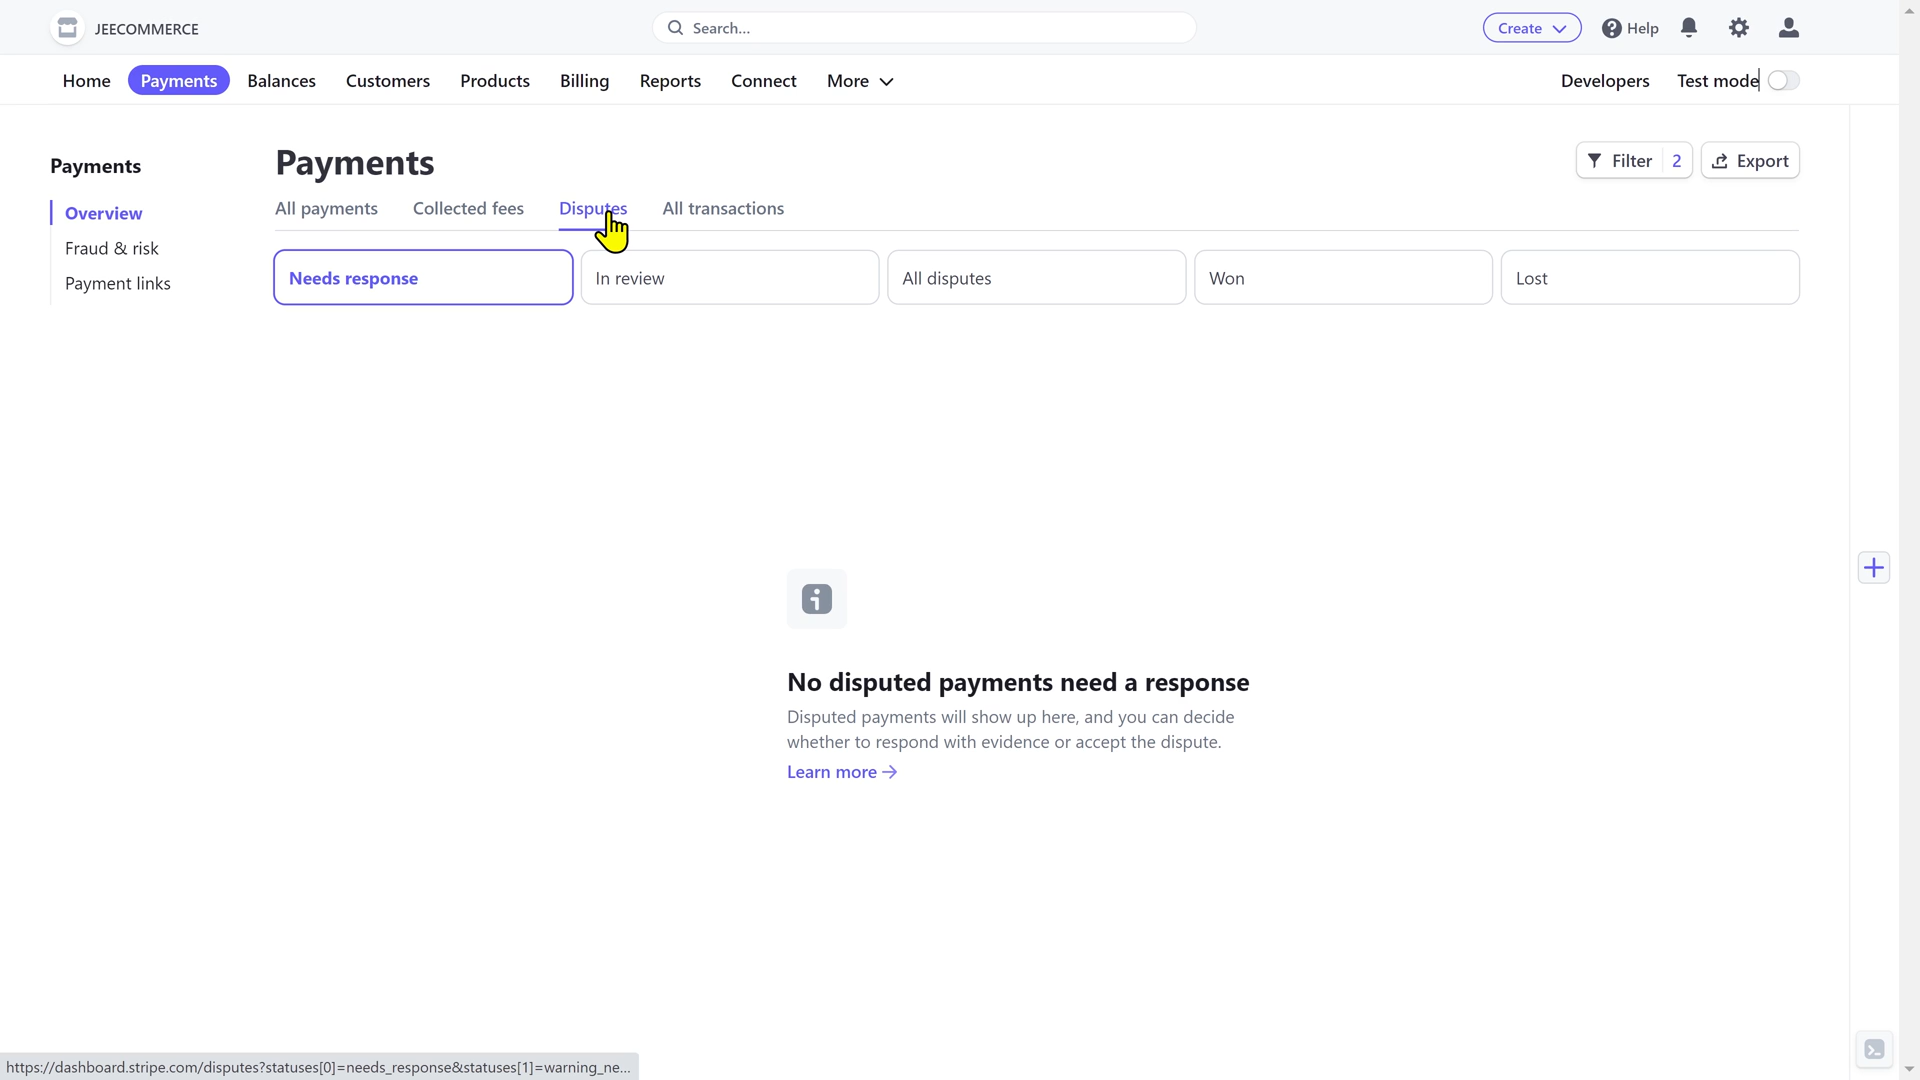 JEECOMMERCE
Search...
Create
Help
Home
Payments
Balances
Customers
Products
Billing
Reports
Connect
More
Developers
Test mode
Payments
Overview
Fraud & risk
Payment links
Payments
Filter 2
Export
All payments
Collected fees
Disputes
All transactions
Needs response
In review
All disputes
Won
Lost
No disputed payments need a response
Disputed payments will show up here, and you can decide
whether to respond with evidence or accept the dispute.
Learn more
https://dashboard.stripe.com/disputes?statuses[0]=needs_response&statuses[1]=warning_ne...